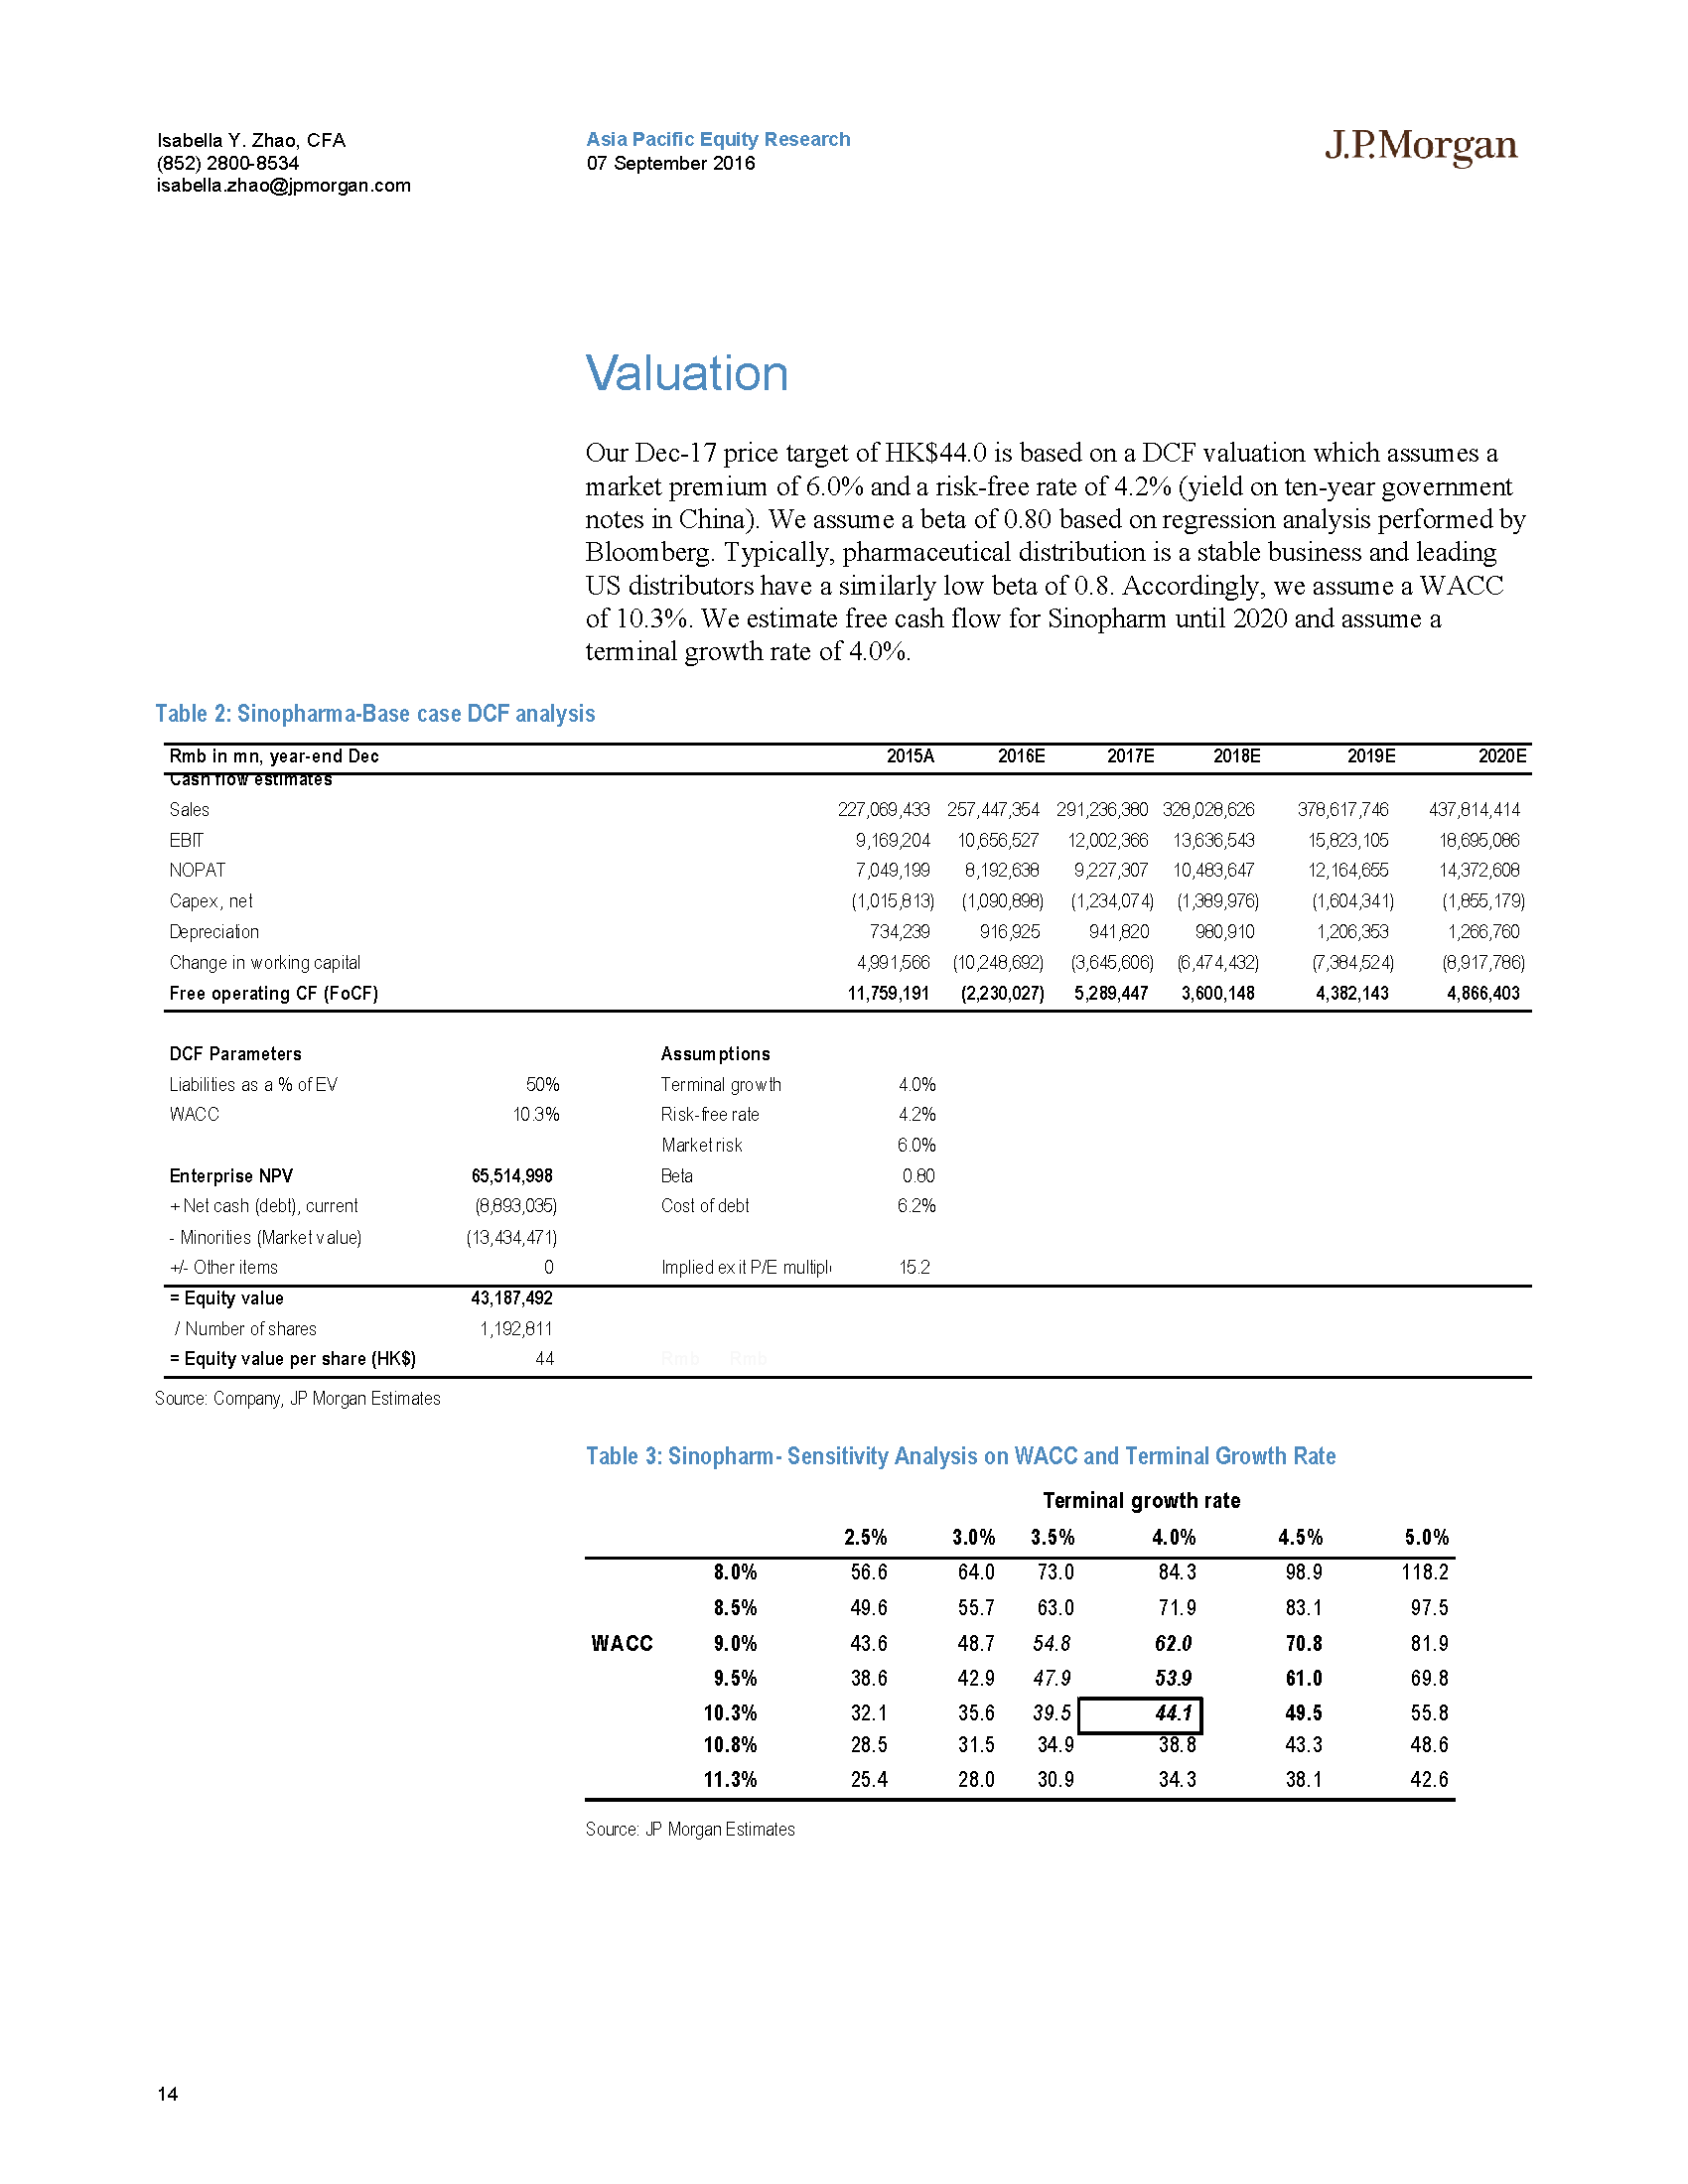 Isabella Y. Zhao, CFA
(852) 2800-8534
isabella.zhao@jpmorgan.com
Asia Pacific Equity Research
07 September 2016
J.P.Morgan
Valuation
Our Dec-17 price target of HK$44.0 is based on a DCF valuation which assumes a
market premium of 6.0% and a risk-free rate of 4.2% (yield on ten-year government
notes in China). We assume a beta of 0.80 based on regression analysis performed by
Bloomberg. Typically, pharmaceutical distribution is a stable business and leading
US distributors have a similarly low beta of 0.8. Accordingly, we assume a WACC
of 10.3%. We estimate free cash flow for Sinopharm until 2020 and assume a
terminal growth rate of 4.0%.
Table 2: Sinopharma-Base case DCF analysis
Rmb in mn, year-end Dec 2015A 2016E 2017E 2018E 2019E 2020E
Cash flow estimates
Sales 227,069,433 257,447,354 291,236,380 328,028,626 378,617,746 437,814,414
EBIT 9,169,204 10,656,527 12,002,366 13,636,543 15,823,105 18,695,086
NOPAT 7,049,199 8,192,638 9,227,307 10,483,647 12,164,655 14,372,608
Capex, net (1,015,813) (1,090,898) (1,234,074) (1,389,976) (1,604,341) (1,855,179)
Depreciation 734,239 916,925 941,820 980,910 1,206,353 1,266,760
Change in working capital 4,991,566 (10,248,692) (3,645,606) (6,474,432) (7,384,524) (8,917,786)
Free operating CF (FoCF) 11,759,191 (2,230,027) 5,289,447 3,600,148 4,382,143 4,866,403
DCF Parameters Assumptions
Liabilities as a % of EV 50% Terminal growth 4.0%
WACC 10.3% Risk-free rate 4.2%
Market risk 6.0%
Enterprise NPV 65,514,998 Beta 0.80
+ Net cash (debt), current (8,893,035) Cost of debt 6.2%
- Minorities (Market value) (13,434,471)
+/- Other items 0 Implied exit P/E multipl 15.2
= Equity value 43,187,492
/ Number of shares 1,192,811
= Equity value per share (HK$) 44 Rmb Rmb
Source: Company, JP Morgan Estimates
Table 3: Sinopharm- Sensitivity Analysis on WACC and Terminal Growth Rate
Terminal growth rate
2.5% 3.0% 3.5% 4.0% 4.5% 5.0%
8.0% 56.6 64.0 73.0 84.3 98.9 118.2
8.5% 49.6 55.7 63.0 71.9 83.1 97.5
WACC 9.0% 43.6 48.7 54.8 62.0 70.8 81.9
9.5% 38.6 42.9 47.9 53.9 61.0 69.8
10.3% 32.1 35.6 39.5 44.1 49.5 55.8
10.8% 28.5 31.5 34.9 38.8 43.3 48.6
11.3% 25.4 28.0 30.9 34.3 38.1 42.6
Source: JP Morgan Estimates
14